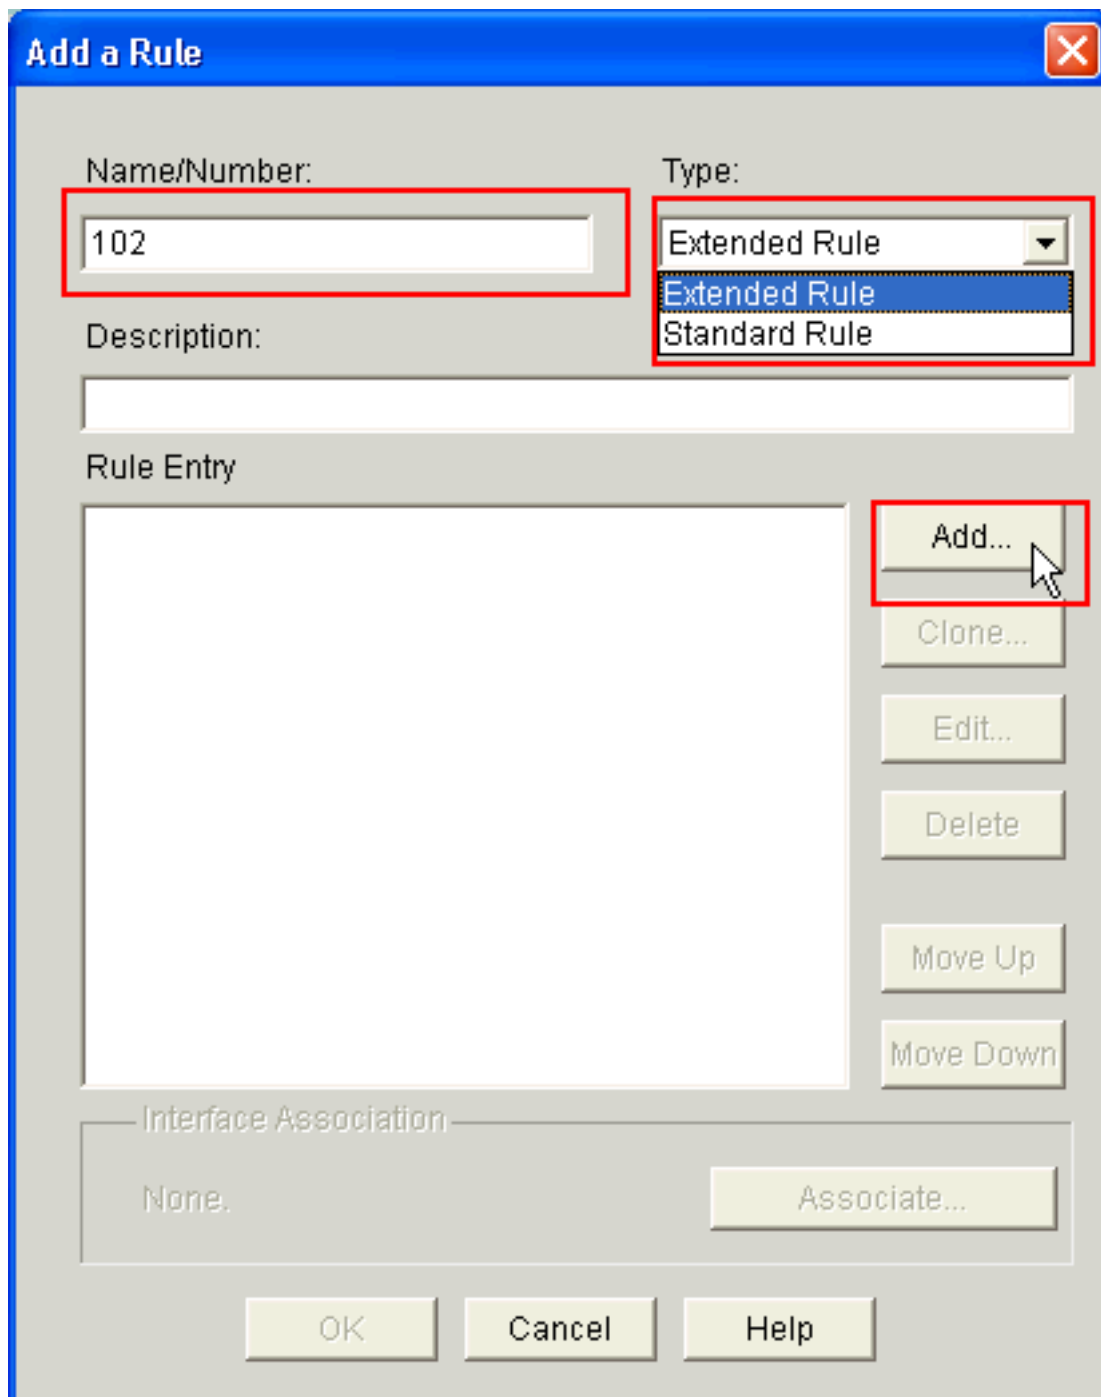 Add a Rule
Name/Number:
Type:
102
Extended Rule
Extended Rule
Standard Rule
Description:
Rule Entry
Add...
Clone...
Edit...
Delete
Move Up
Move Down
Interface Association
None.
Associate...
OK
Cancel
Help